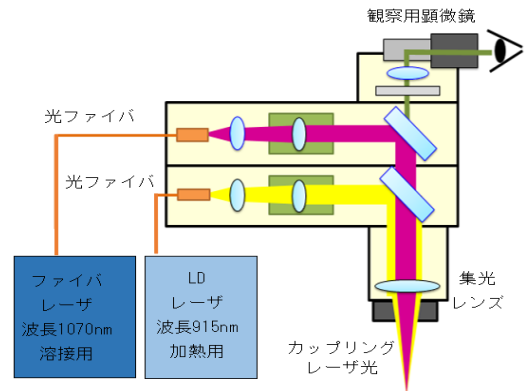 観察用顕微鏡
光ファイバ
光ファイバ
ファイバ
レーザ
波長1070nm
溶接用
LD
レーザ
波長915nm
加熱用
集光
レンズ
カップリング
レーザ光